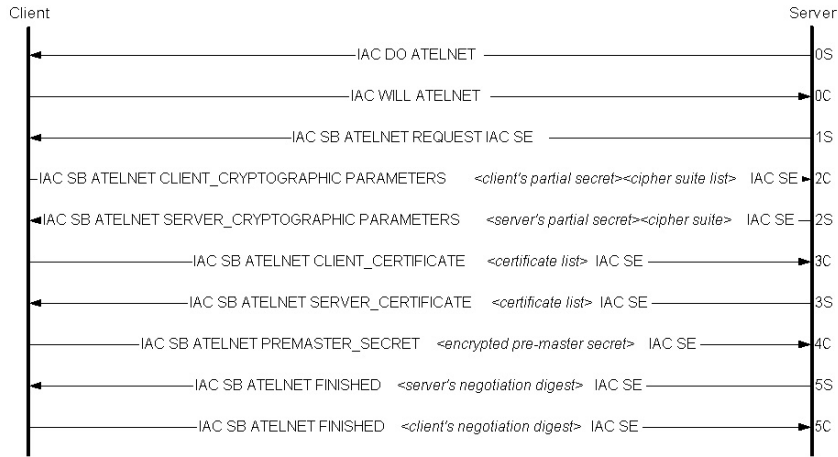 Client Server
IAC DO ATELNET 0S
IAC WILL ATELNET 0C
IAC SB ATELNET REQUEST IAC SE 1S
IAC SB ATELNET CLIENT_CRYPTOGRAPHIC PARAMETERS <client's partial secret><cipher suite list> IAC SE 2C
IAC SB ATELNET SERVER_CRYPTOGRAPHIC PARAMETERS <server's partial secret><cipher suite> IAC SE 2S
IAC SB ATELNET CLIENT_CERTIFICATE <certificate list> IAC SE 3C
IAC SB ATELNET SERVER_CERTIFICATE <certificate list> IAC SE 3S
IAC SB ATELNET PREMASTER_SECRET <encrypted pre-master secret> IAC SE 4C
IAC SB ATELNET FINISHED <server's negotiation digest> IAC SE 5S
IAC SB ATELNET FINISHED <client's negotiation digest> IAC SE 5C